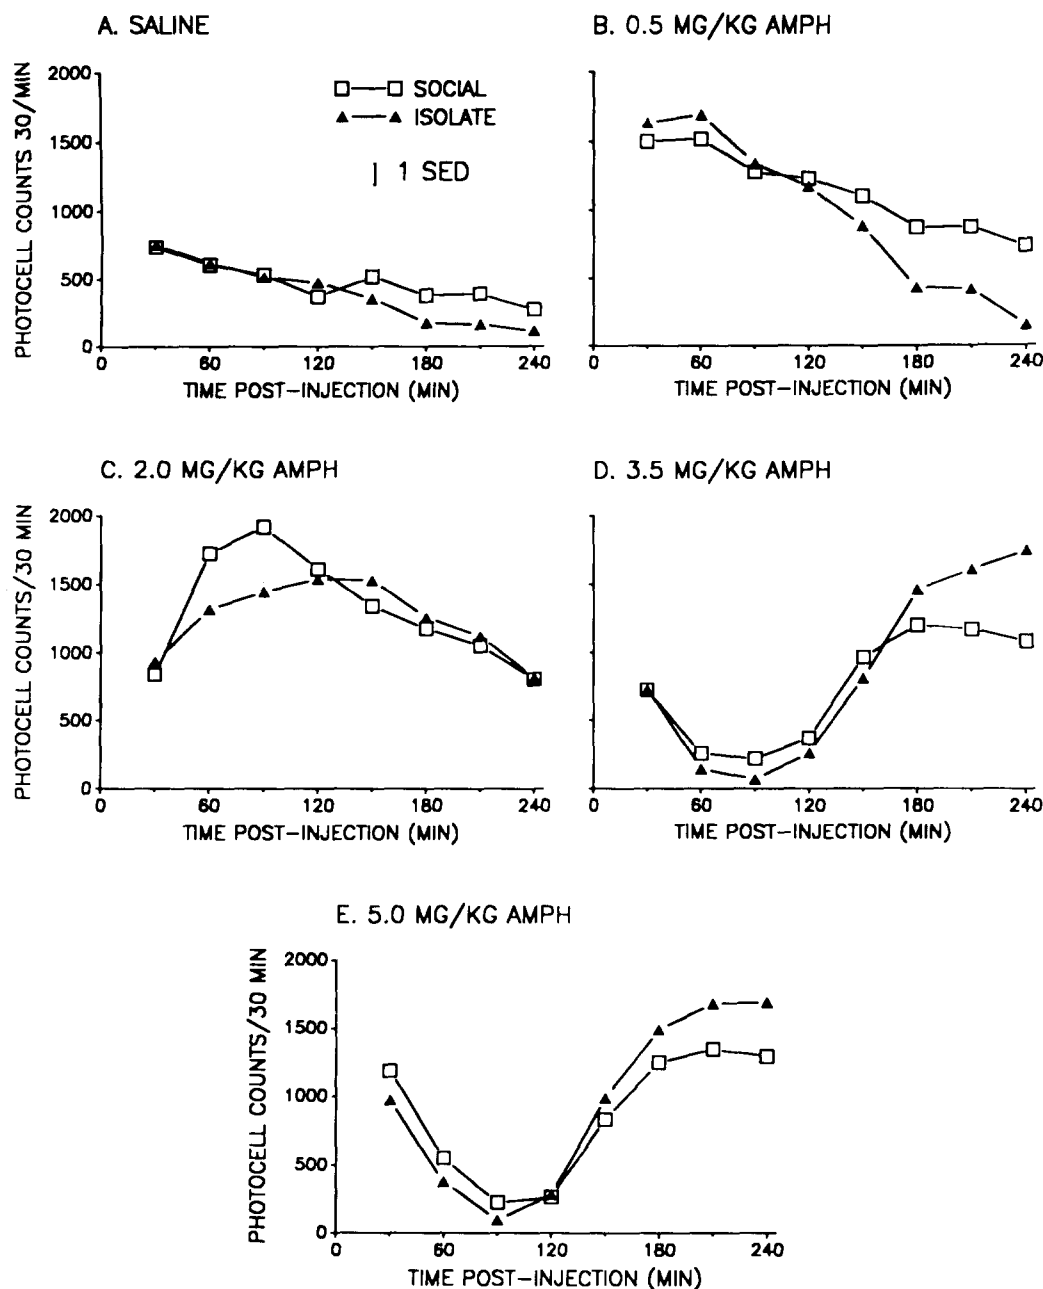 A. SALINE
B. 0.5 MG/KG AMPH
PHOTOCELL COUNTS 30/MIN
2000
1500
1000
500
0
□—□ SOCIAL
▲—▲ ISOLATE
| 1 SED
0 60 120 180 240
TIME POST-INJECTION (MIN)
0 60 120 180 240
TIME POST-INJECTION (MIN)
C. 2.0 MG/KG AMPH
D. 3.5 MG/KG AMPH
PHOTOCELL COUNTS/30 MIN
2000
1500
1000
500
0
0 60 120 180 240
TIME POST-INJECTION (MIN)
0 60 120 180 240
TIME POST-INJECTION (MIN)
E. 5.0 MG/KG AMPH
PHOTOCELL COUNTS/30 MIN
2000
1500
1000
500
0
0 60 120 180 240
TIME POST-INJECTION (MIN)